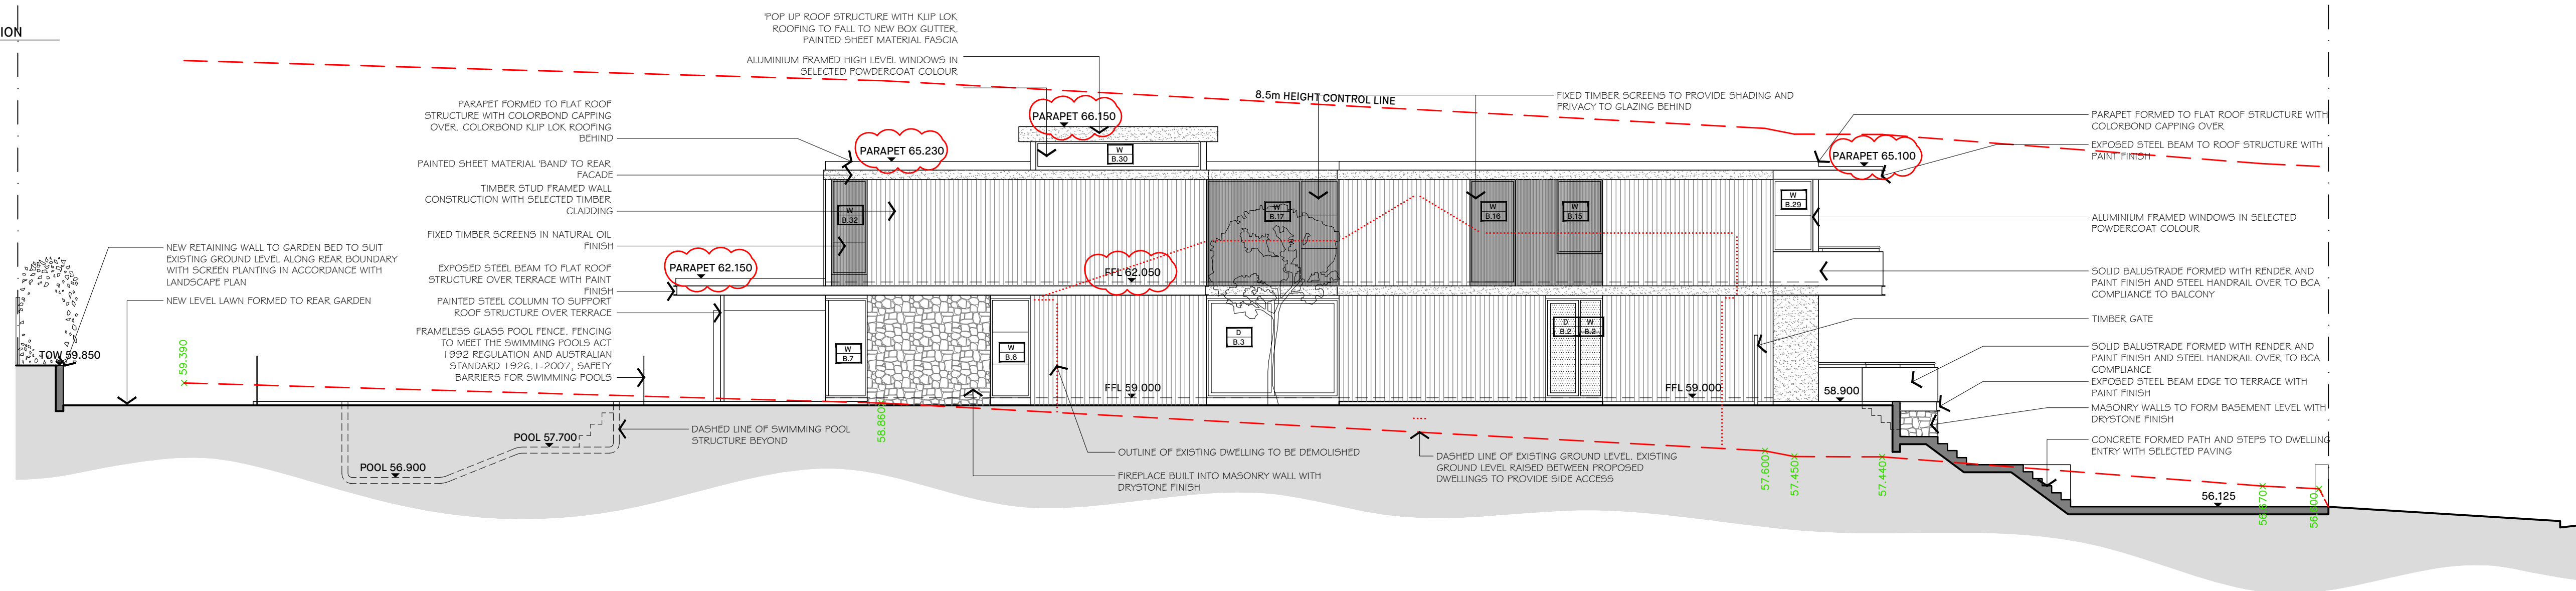 ION
'POP UP ROOF STRUCTURE WITH KLIP LOK
ROOFING TO FALL TO NEW BOX GUTTER.
PAINTED SHEET MATERIAL FASCIA
ALUMINIUM FRAMED HIGH LEVEL WINDOWS IN
SELECTED POWDERCOAT COLOUR
PARAPET FORMED TO FLAT ROOF
STRUCTURE WITH COLORBOND CAPPING
OVER. COLORBOND KLIP LOK ROOFING
BEHIND
PAINTED SHEET MATERIAL 'BAND' TO REAR
FACADE
TIMBER STUD FRAMED WALL
CONSTRUCTION WITH SELECTED TIMBER
CLADDING
FIXED TIMBER SCREENS IN NATURAL OIL
FINISH
EXPOSED STEEL BEAM TO FLAT ROOF
STRUCTURE OVER TERRACE WITH PAINT
FINISH
PAINTED STEEL COLUMN TO SUPPORT
ROOF STRUCTURE OVER TERRACE
FRAMELESS GLASS POOL FENCE. FENCING
TO MEET THE SWIMMING POOLS ACT
1992 REGULATION AND AUSTRALIAN
STANDARD 1926.1-2007, SAFETY
BARRIERS FOR SWIMMING POOLS
NEW RETAINING WALL TO GARDEN BED TO SUIT
EXISTING GROUND LEVEL ALONG REAR BOUNDARY
WITH SCREEN PLANTING IN ACCORDANCE WITH
LANDSCAPE PLAN
NEW LEVEL LAWN FORMED TO REAR GARDEN
TOW 59.850
x 59.390
POOL 57.700
POOL 56.900
DASHED LINE OF SWIMMING POOL
STRUCTURE BEYOND
58.860x
PARAPET 62.150
PARAPET 65.230
PARAPET 66.150
8.5m HEIGHT CONTROL LINE
FIXED TIMBER SCREENS TO PROVIDE SHADING AND
PRIVACY TO GLAZING BEHIND
PARAPET 65.100
W
B.30
W
B.32
W
B.17
W
B.16
W
B.15
W
B.29
FFL 62.050
W
B.7
W
B.6
D
B.3
D
B.2
W
B.2
FFL 59.000
FFL 59.000
58.900
OUTLINE OF EXISTING DWELLING TO BE DEMOLISHED
FIREPLACE BUILT INTO MASONRY WALL WITH
DRYSTONE FINISH
DASHED LINE OF EXISTING GROUND LEVEL. EXISTING
GROUND LEVEL RAISED BETWEEN PROPOSED
DWELLINGS TO PROVIDE SIDE ACCESS
57.600x
57.450x
57.440x
PARAPET FORMED TO FLAT ROOF STRUCTURE WITH
COLORBOND CAPPING OVER
EXPOSED STEEL BEAM TO ROOF STRUCTURE WITH
PAINT FINISH
ALUMINIUM FRAMED WINDOWS IN SELECTED
POWDERCOAT COLOUR
SOLID BALUSTRADE FORMED WITH RENDER AND
PAINT FINISH AND STEEL HANDRAIL OVER TO BCA
COMPLIANCE TO BALCONY
TIMBER GATE
SOLID BALUSTRADE FORMED WITH RENDER AND
PAINT FINISH AND STEEL HANDRAIL OVER TO BCA
COMPLIANCE
EXPOSED STEEL BEAM EDGE TO TERRACE WITH
PAINT FINISH
MASONRY WALLS TO FORM BASEMENT LEVEL WITH
DRYSTONE FINISH
CONCRETE FORMED PATH AND STEPS TO DWELLING
ENTRY WITH SELECTED PAVING
56.125